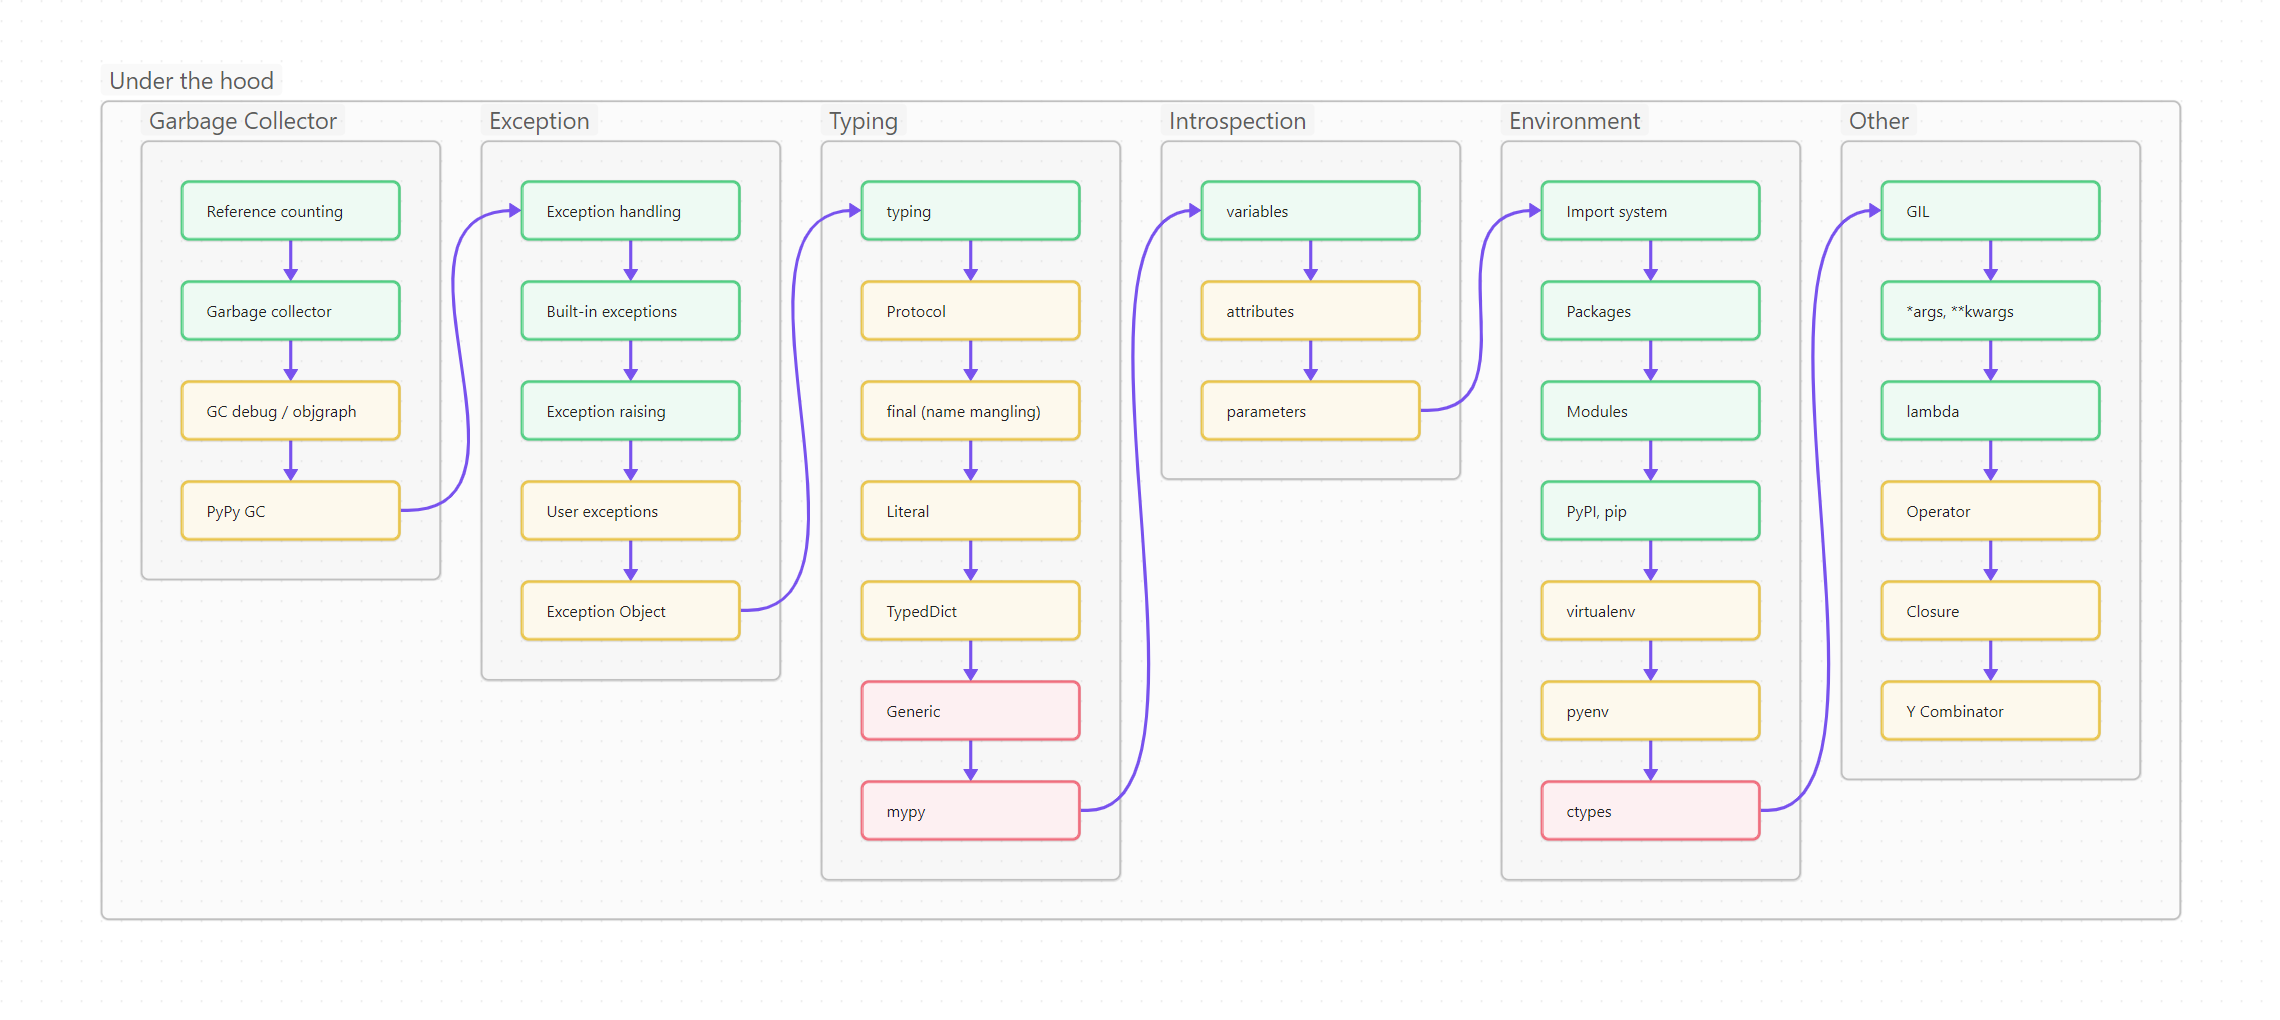 Under the hood
Garbage Collector
Reference counting
Garbage collector
GC debug / objgraph
PyPy GC
Exception
Exception handling
Built-in exceptions
Exception raising
User exceptions
Exception Object
Typing
typing
Protocol
final (name mangling)
Literal
TypedDict
Generic
mypy
Introspection
variables
attributes
parameters
Environment
Import system
Packages
Modules
PyPI, pip
virtualenv
pyenv
ctypes
Other
GIL
*args, **kwargs
lambda
Operator
Closure
Y Combinator